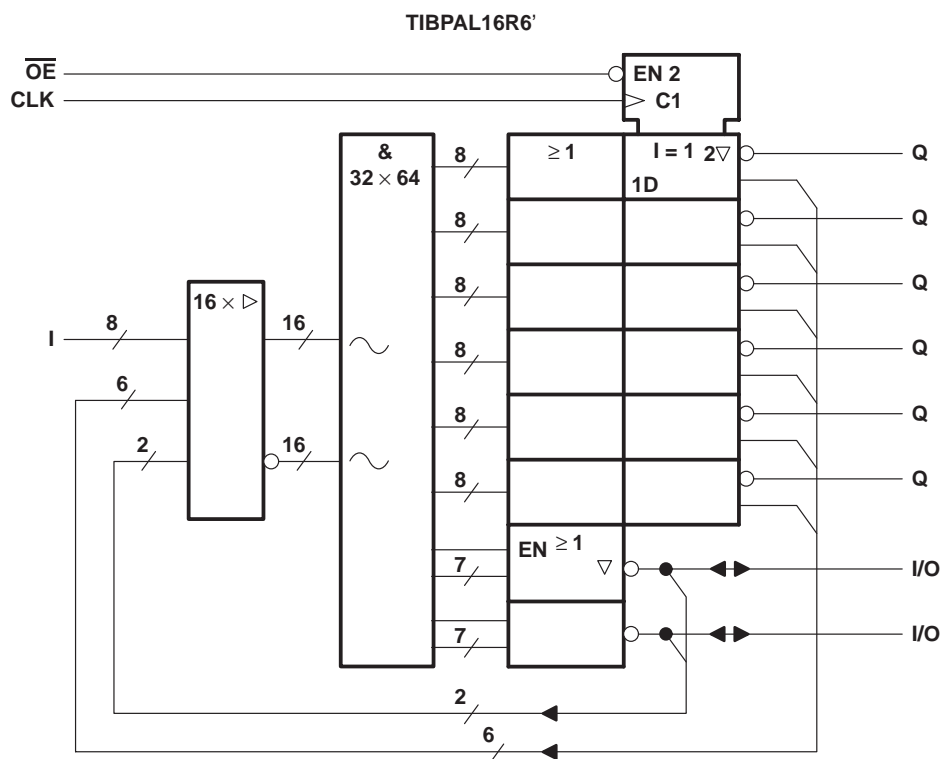 TIBPAL16R6’
OE
EN 2
CLK
C1
&
32 × 64
8
≥ 1
I = 1 2▽
Q
1D
8
Q
8
Q
16 × ▷
I
8
16
8
Q
6
8
Q
2
16
8
Q
EN ≥ 1
▽
7
I/O
7
I/O
2
6